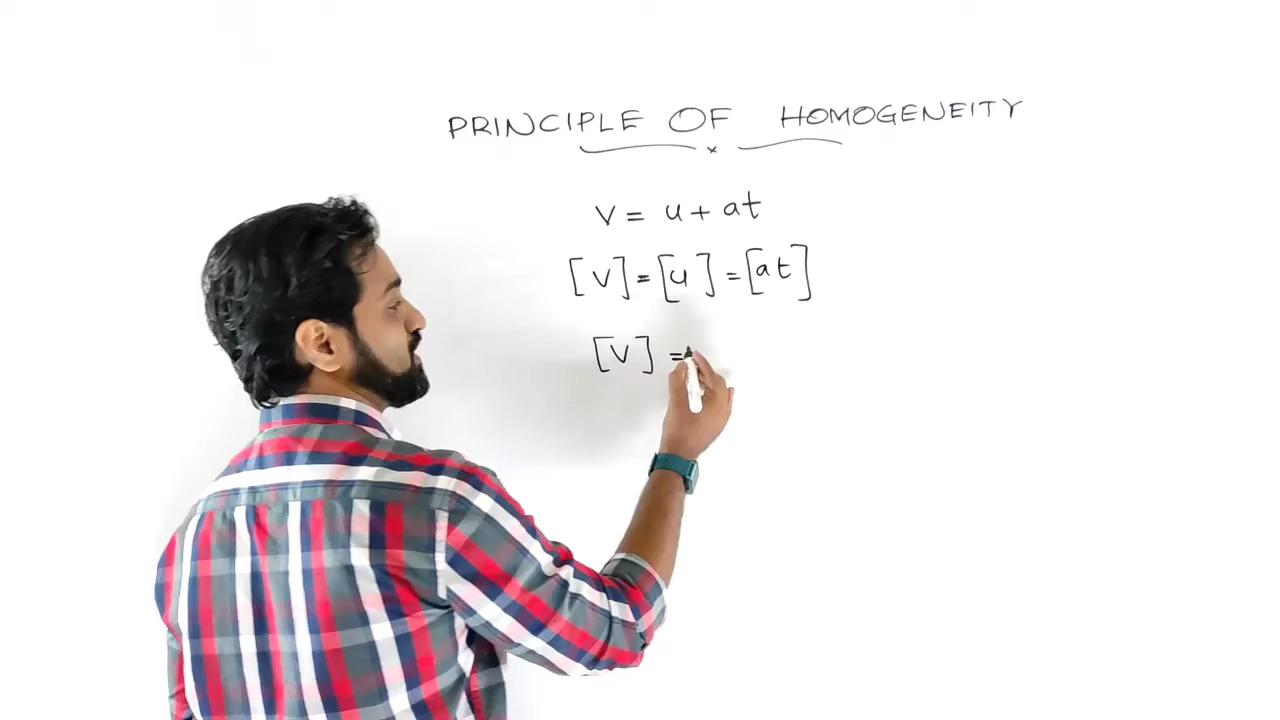 PRINCIPLE OF HOMOGENEITY
v = u + at
[v] = [u] = [at]
[v] =